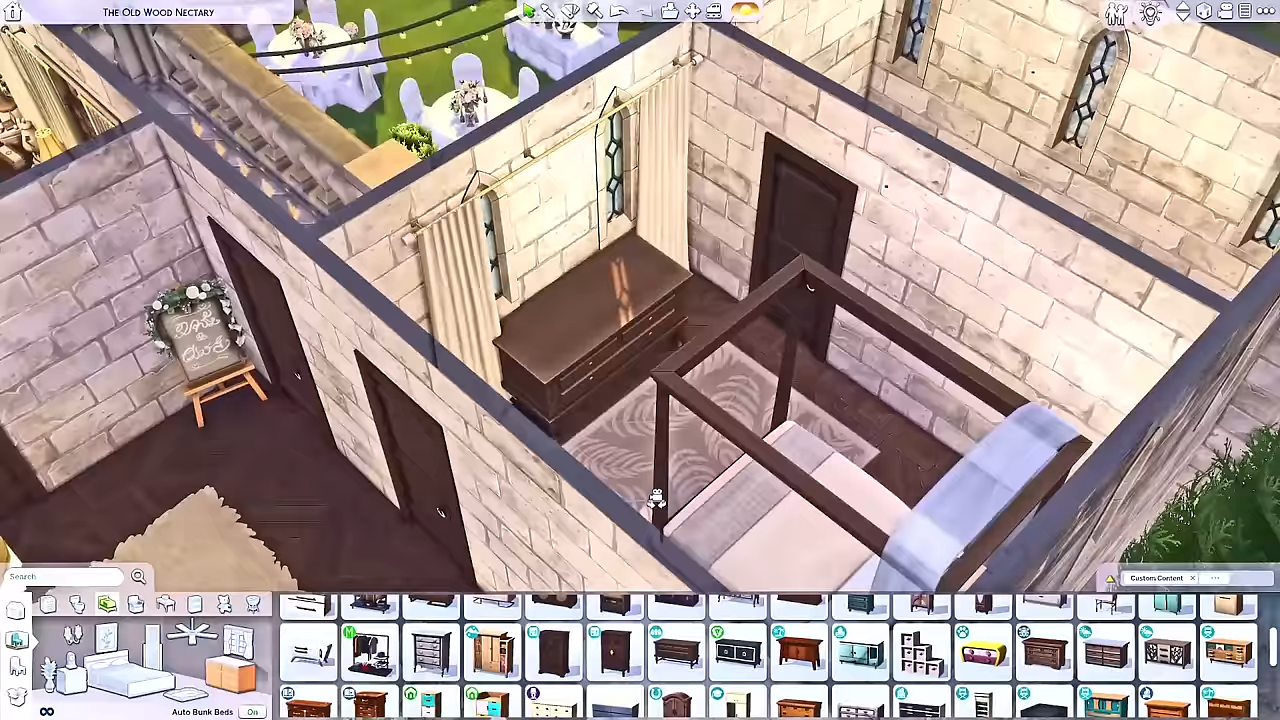 THE OLD WOOD NECTARY
Search
Custom Content
Auto Bunk Beds
On